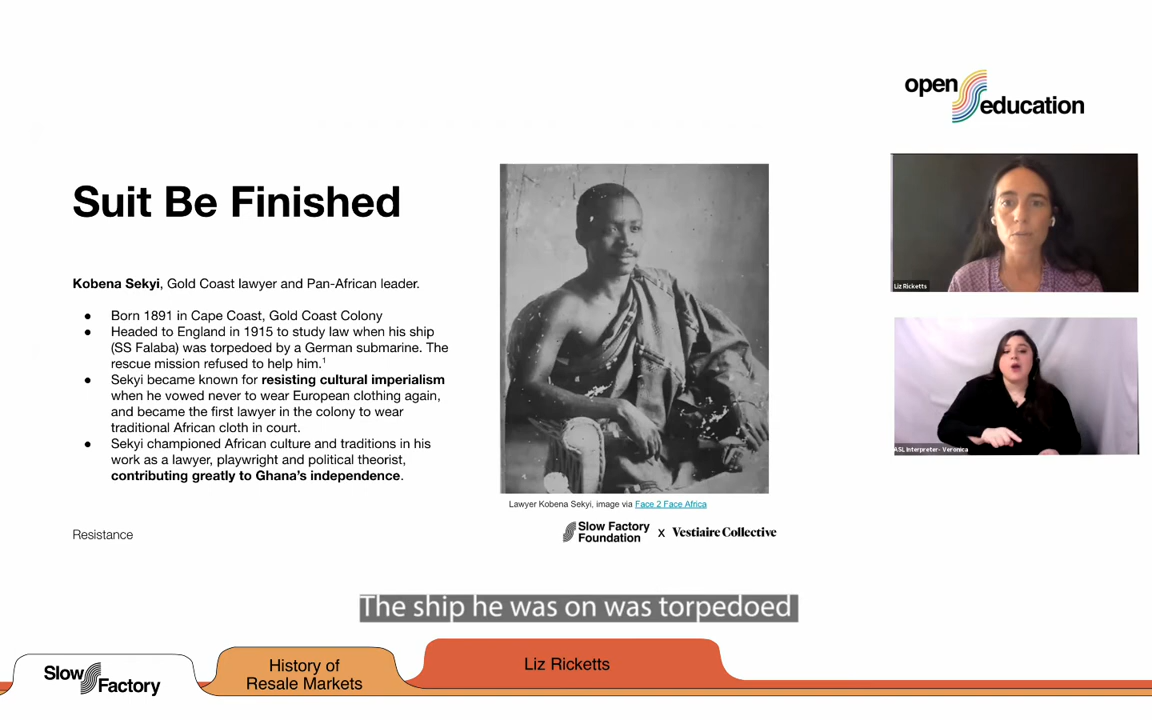 open
education
Suit Be Finished
Kobena Sekyi, Gold Coast lawyer and Pan-African leader.
● Born 1891 in Cape Coast, Gold Coast Colony
● Headed to England in 1915 to study law when his ship
(SS Falaba) was torpedoed by a German submarine. The
rescue mission refused to help him.1
● Sekyi became known for resisting cultural imperialism
when he vowed never to wear European clothing again,
and became the first lawyer in the colony to wear
traditional African cloth in court.
● Sekyi championed African culture and traditions in his
work as a lawyer, playwright and political theorist,
contributing greatly to Ghana's independence.
Lawyer Kobena Sekyi, image via Face 2 Face Africa
Resistance
Slow Factory
Foundation x Vestiaire Collective
Liz Ricketts
ASL Interpreter- Veronica
The ship he was on was torpedoed
Slow
Factory
History of
Resale Markets
Liz Ricketts